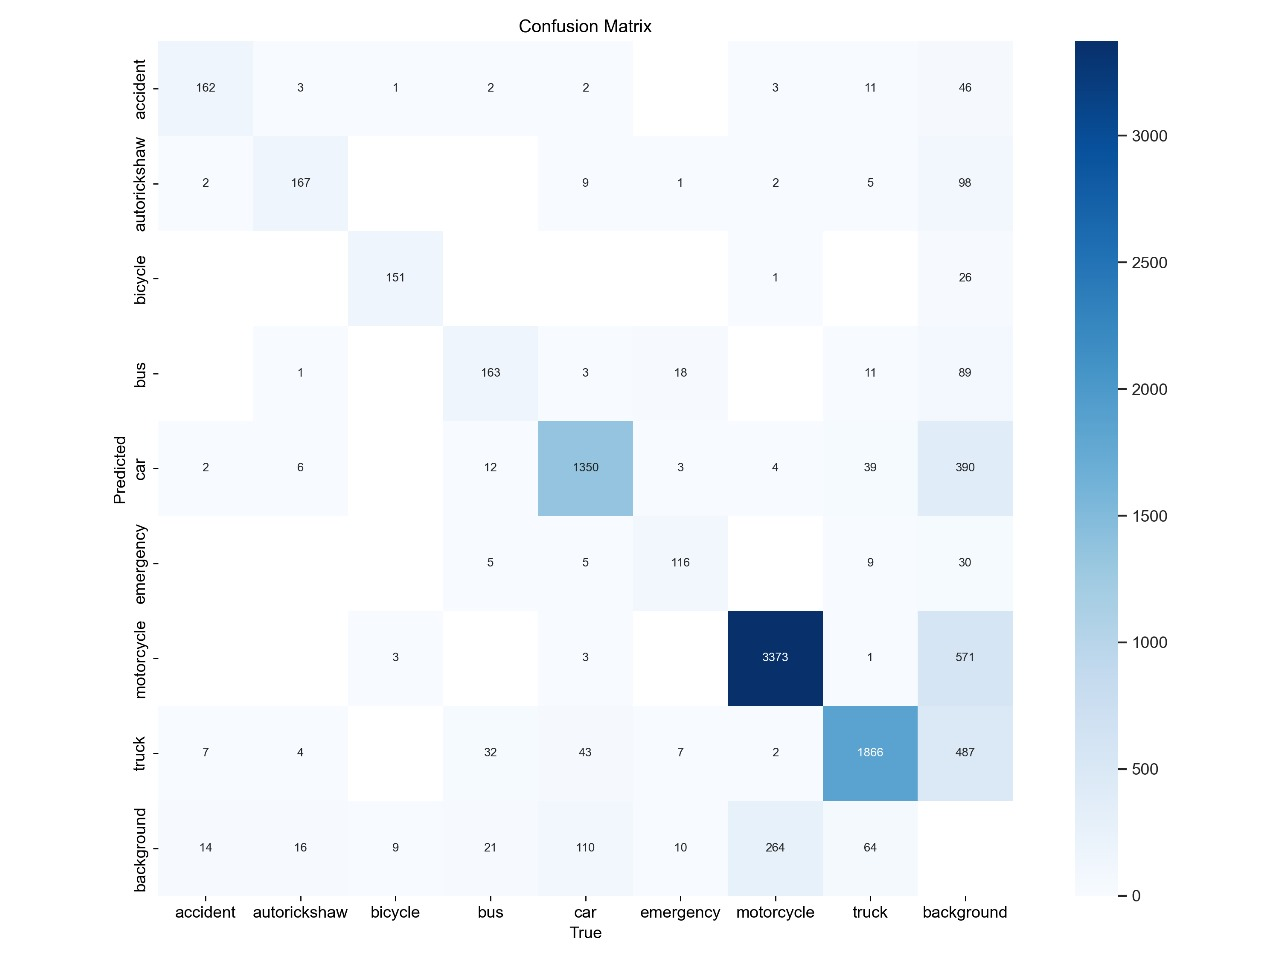 Confusion Matrix
accident 162 3 1 2 2 3 11 46
autorickshaw 2 167 9 1 2 5 98
bicycle 151 1 26
bus 1 163 3 18 11 89
Predicted
car 2 6 12 1350 3 4 39 390
emergency 5 5 116 9 30
motorcycle 3 3 3373 1 571
truck 7 4 32 43 7 2 1866 487
background 14 16 9 21 110 10 264 64
accident autorickshaw bicycle bus car emergency motorcycle truck background
True
3000
2500
2000
1500
1000
500
0